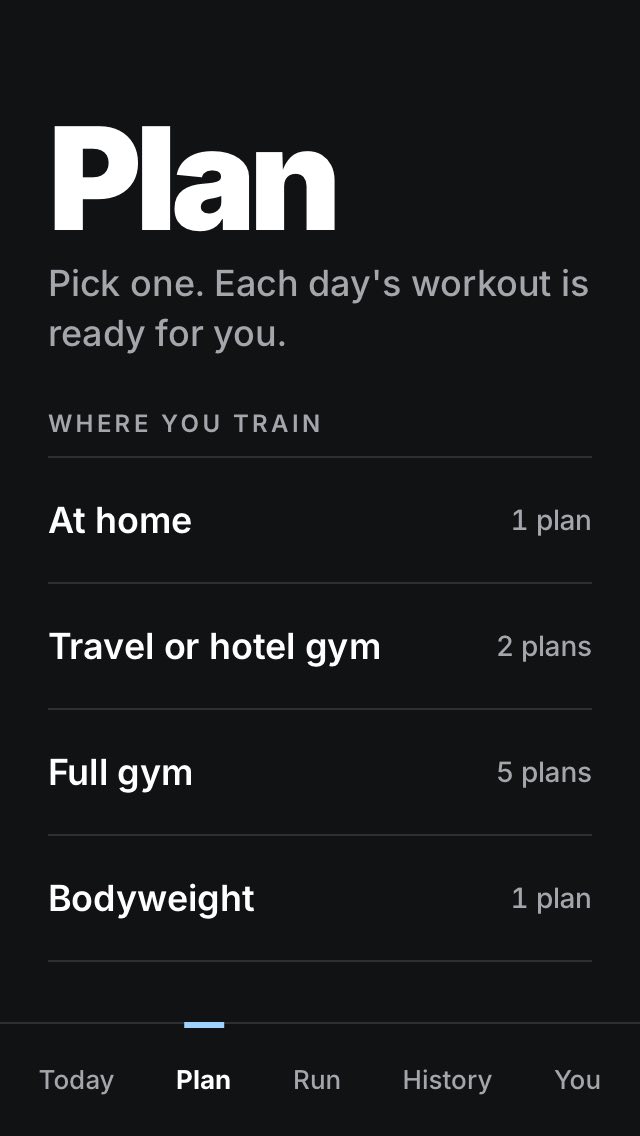 Plan
Pick one. Each day's workout is
ready for you.
WHERE YOU TRAIN
At home 1 plan
Travel or hotel gym 2 plans
Full gym 5 plans
Bodyweight 1 plan
Today Plan Run History You